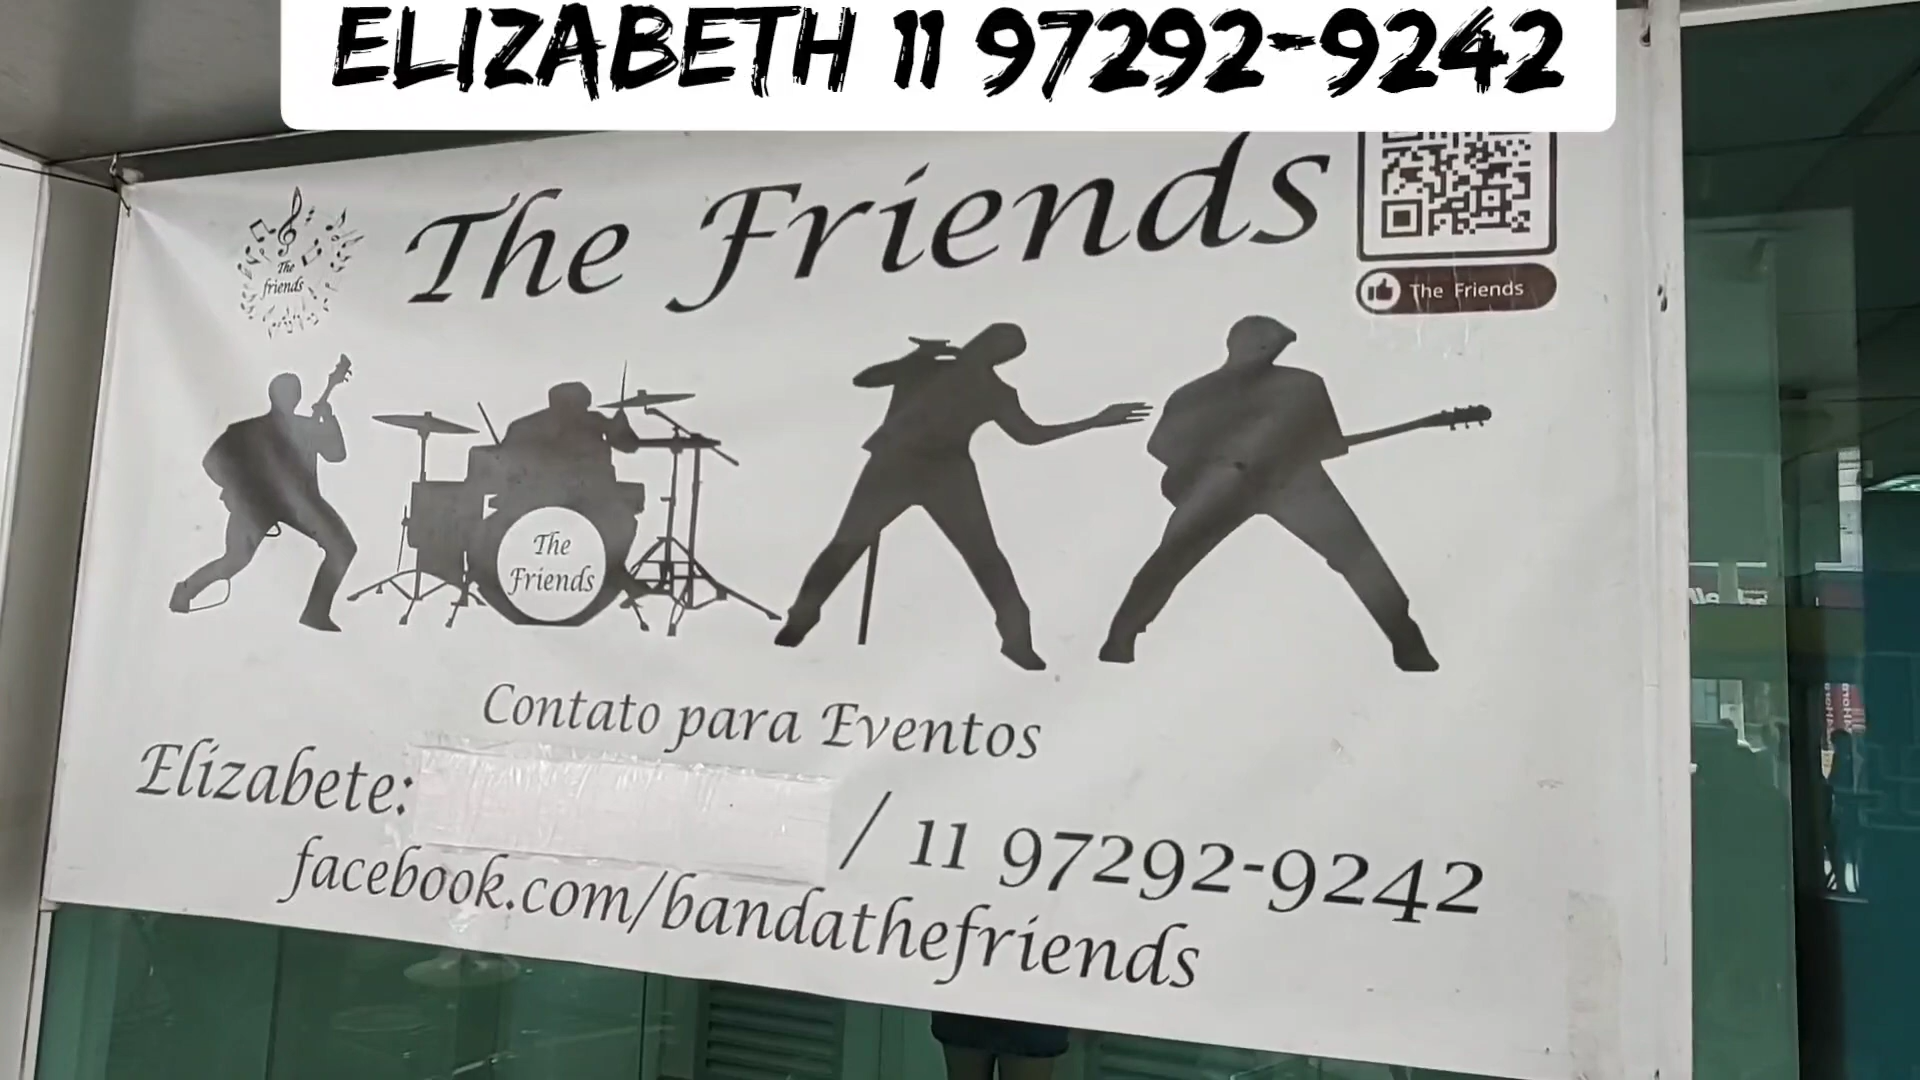 ELIZABETH 11 97292-9242
The Friends
The
friends
The Friends
The
Friends
Contato para Eventos
Elizabete: / 11 97292-9242
facebook.com/bandathefriends